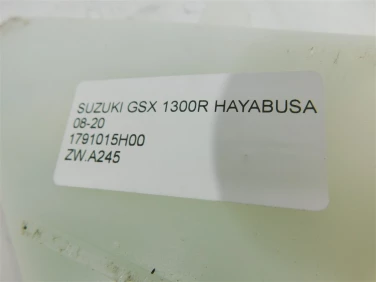 SUZUKI GSX 1300R HAYABUSA
08-20
1791015H00
ZW.A245